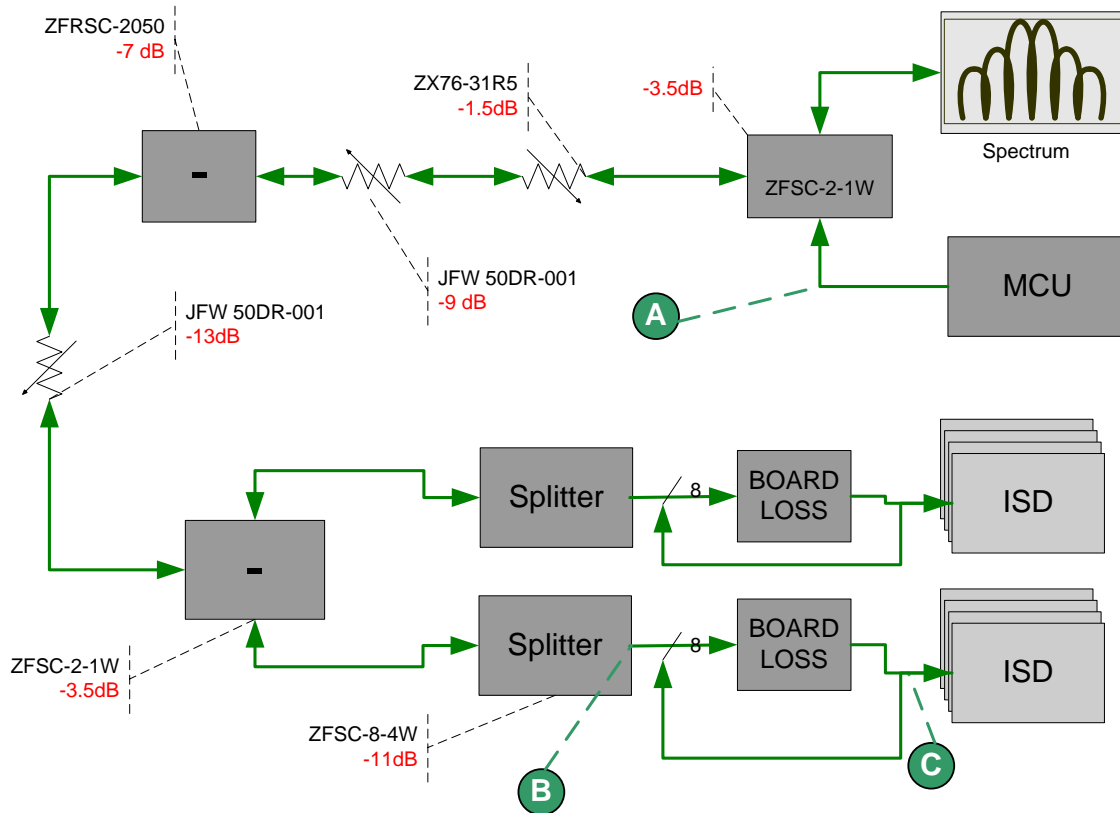 ZFRSC-2050
-7 dB
ZX76-31R5
-1.5dB
-3.5dB
Spectrum
-
ZFSC-2-1W
JFW 50DR-001
-9 dB
MCU
A
JFW 50DR-001
-13dB
Splitter
8
BOARD
LOSS
ISD
-
Splitter
8
BOARD
LOSS
ISD
ZFSC-2-1W
-3.5dB
ZFSC-8-4W
-11dB
B
C